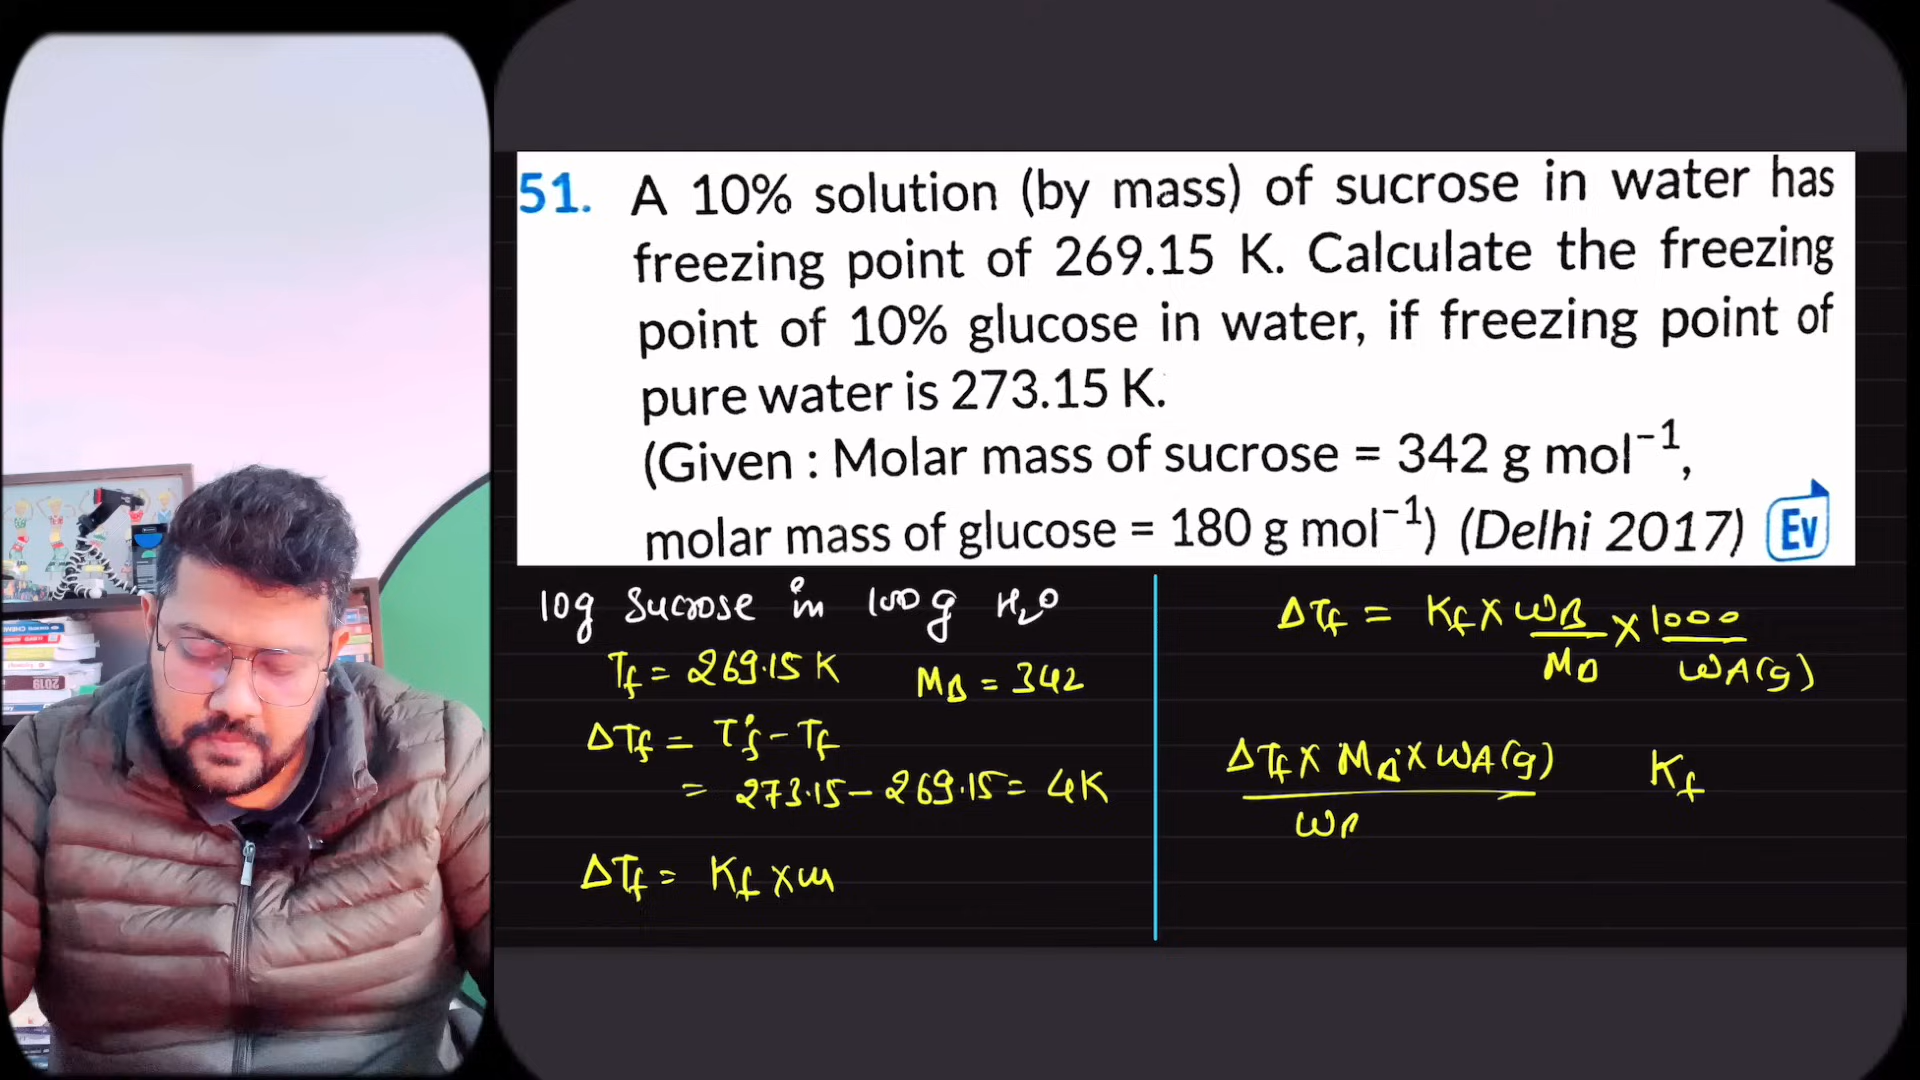 51. A 10% solution (by mass) of sucrose in water has
freezing point of 269.15 K. Calculate the freezing
point of 10% glucose in water, if freezing point of
pure water is 273.15 K.
(Given : Molar mass of sucrose = 342 g mol⁻¹,
molar mass of glucose = 180 g mol⁻¹) (Delhi 2017) Ev
10g Sucrose in 100g H₂O
Tf = 269.15 K MB = 342
ΔTf = T°f - Tf
= 273.15 - 269.15 = 4K
ΔTf = Kf x m
ΔTf = Kf x WB/MB x 1000/WA(g)
ΔTf x MB x WA(g)/WB Kf
2019